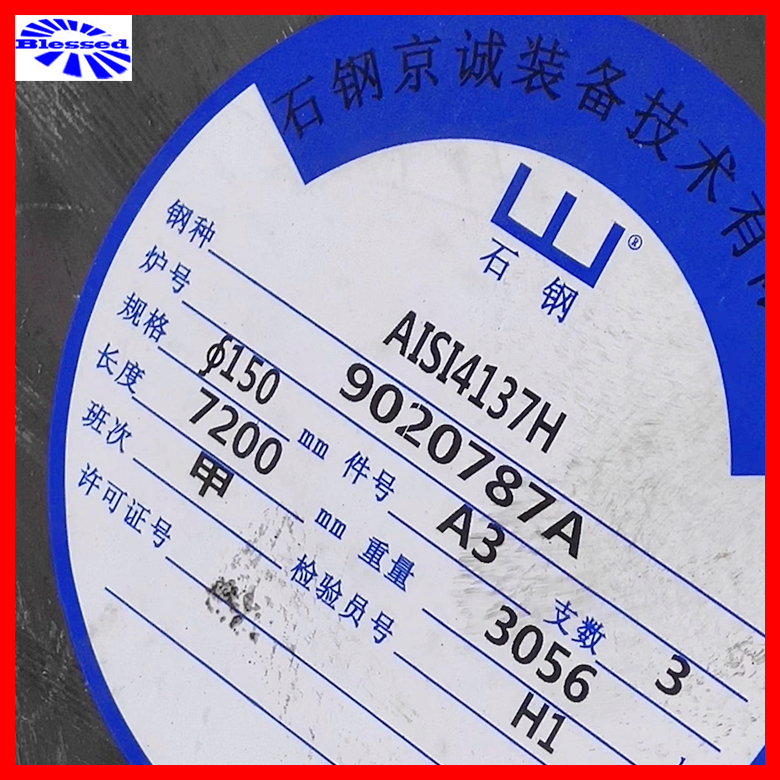 Blessed
石钢京诚装备技术有
®
石钢
钢种 AISI4137H
炉号 9020787A
规格 ϕ150 mm 件号 A3 支数 3
长度 7200 mm 重量 3056
班次 甲 检验员号 H1
许可证号